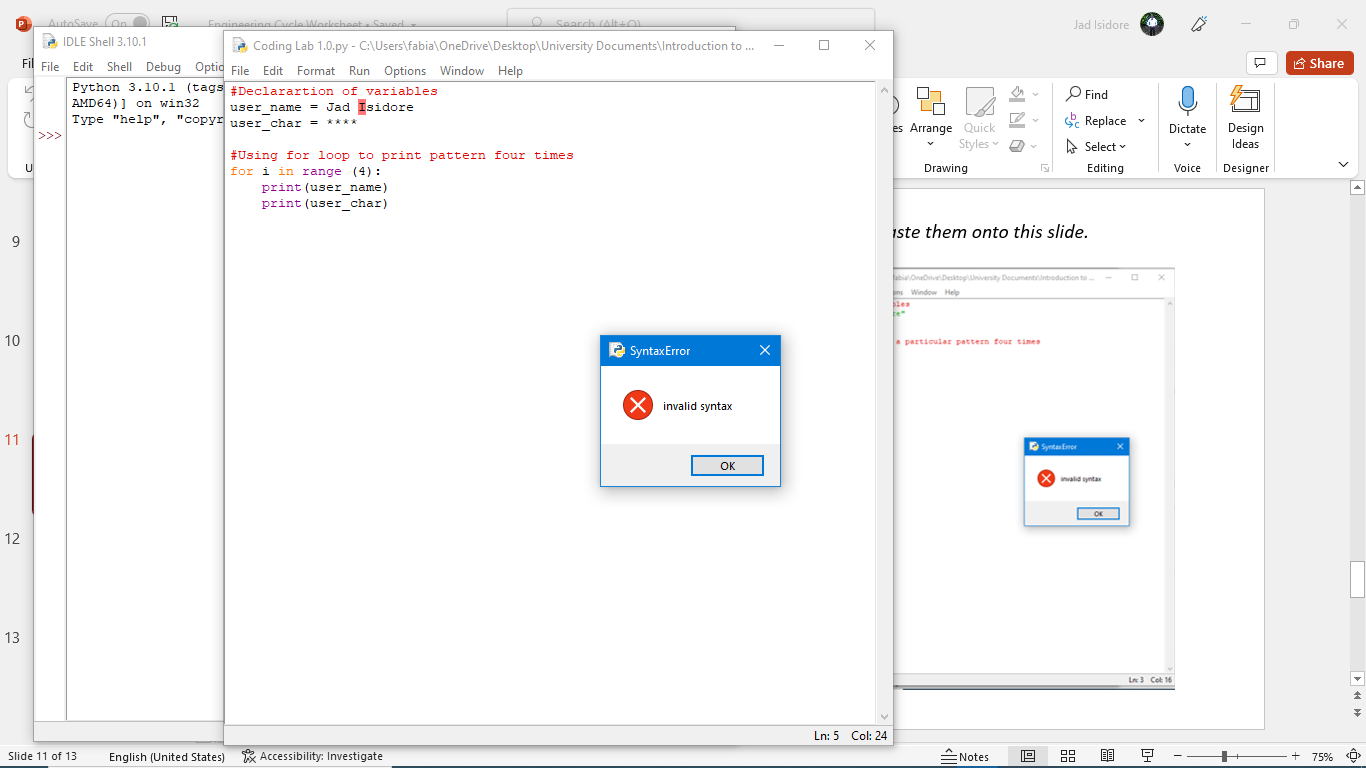 AutoSave On Engineering Cycle Worksheet • Saved Search (Alt+Q) Jad Isidore
Share
IDLE Shell 3.10.1
File Edit Shell Debug
Python 3.10.1 (tags
AMD64)] on win32
Type "help", "copyr
>>>
Coding Lab 1.0.py - C:\Users\fabia\OneDrive\Desktop\University Documents\Introduction to ...
File Edit Format Run Options Window Help
#Declarartion of variables
user_name = Jad Isidore
user_char = ****
#Using for loop to print pattern four times
for i in range (4):
print(user_name)
print(user_char)
SyntaxError
invalid syntax
OK
Ln: 5 Col: 24
Arrange
Quick
Styles
Drawing
Find
Replace
Select
Editing
Dictate
Voice
Design
Ideas
Designer
9
10
11
12
13
aste them onto this slide.
\OneDrive\Desktop\University Documents\Introduction to ...
Window Help
a particular pattern four times
SyntaxError
invalid syntax
OK
Ln: 3 Col: 16
Slide 11 of 13 English (United States) Accessibility: Investigate Notes 75%